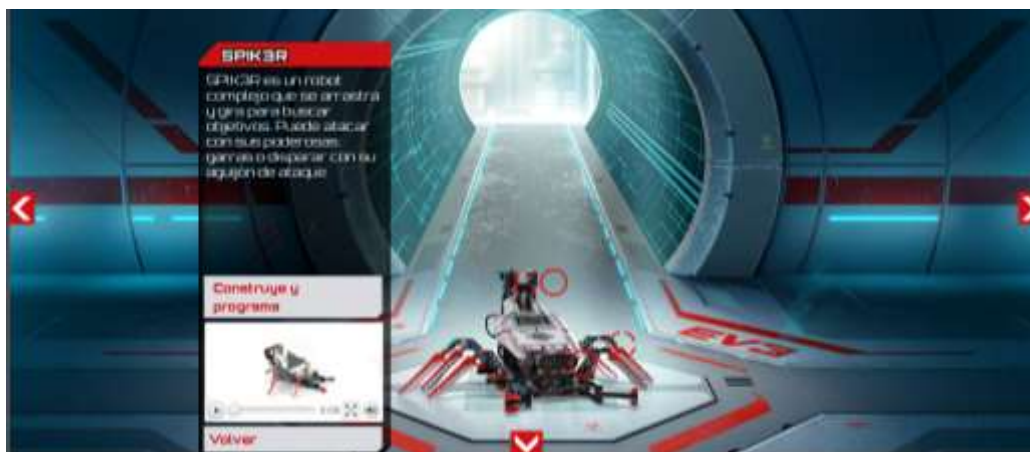 SPIK3R
SPIK3R es un robot
complejo que se arrastra
y gira para buscar
objetivos. Puede atacar
con sus poderosas
garras o disparar con su
aguijón de ataque
Construye y
programa
Volver
EV3